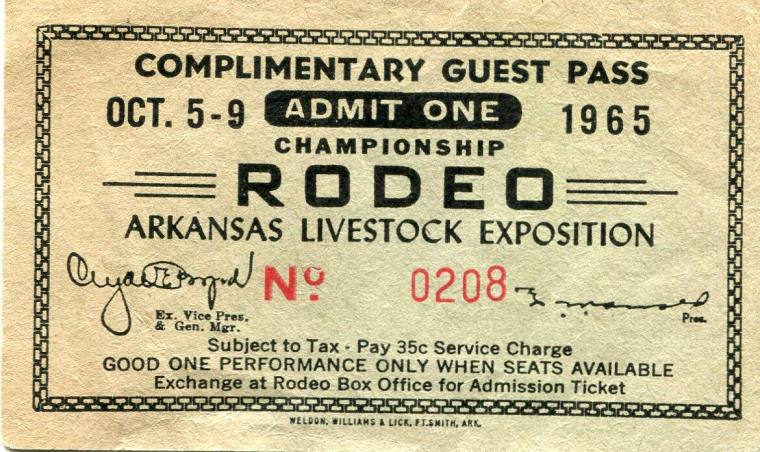 COMPLIMENTARY GUEST PASS
OCT. 5-9 ADMIT ONE 1965
CHAMPIONSHIP
RODEO
ARKANSAS LIVESTOCK EXPOSITION
Clyde E. Byrd Nº 0208
Ex. Vice Pres. Pres.
& Gen. Mgr.
Subject to Tax - Pay 35c Service Charge
GOOD ONE PERFORMANCE ONLY WHEN SEATS AVAILABLE
Exchange at Rodeo Box Office for Admission Ticket
WELDON, WILLIAMS & LICK, FT.SMITH, ARK.